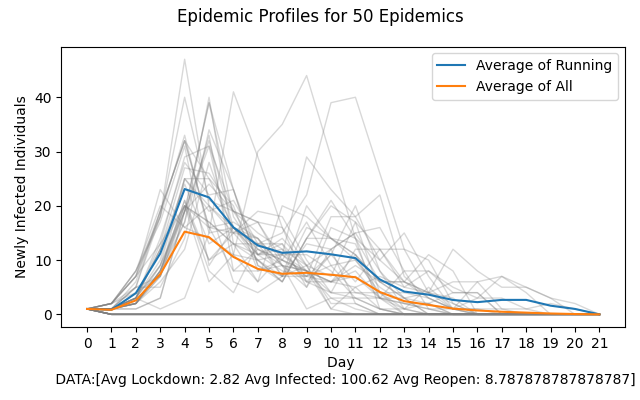 Epidemic Profiles for 50 Epidemics
Average of Running
Average of All
Newly Infected Individuals
40
30
20
10
0
0 1 2 3 4 5 6 7 8 9 10 11 12 13 14 15 16 17 18 19 20 21
Day
DATA:[Avg Lockdown: 2.82 Avg Infected: 100.62 Avg Reopen: 8.787878787878787]